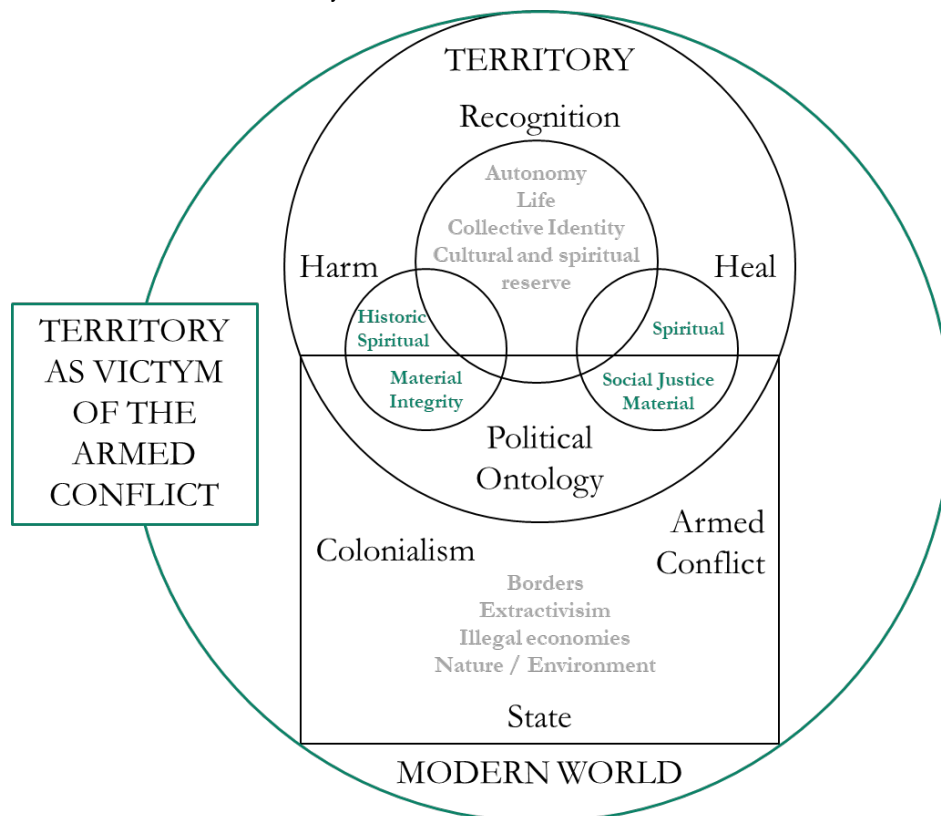 TERRITORY
Recognition
Autonomy
Life
Collective Identity
Cultural and spiritual
reserve
Harm
Heal
Historic
Spiritual
Spiritual
TERRITORY
AS VICTYM
OF THE
ARMED
CONFLICT
Material
Integrity
Social Justice
Material
Political
Ontology
Colonialism
Armed
Conflict
Borders
Extractivisim
Illegal economies
Nature / Environment
State
MODERN WORLD